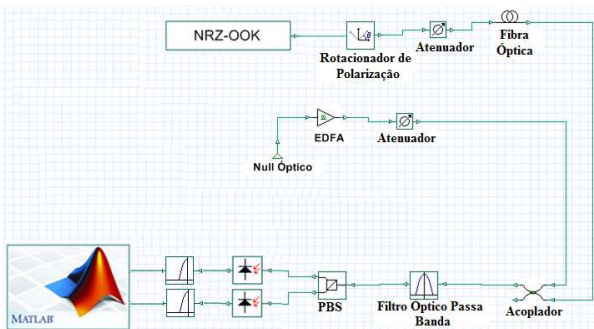 NRZ-OOK
Rotacionador de
Polarização
Atenuador
Fibra
Óptica
EDFA
Atenuador
Null Óptico
MATLAB
PBS
Filtro Óptico Passa
Banda
Acoplador